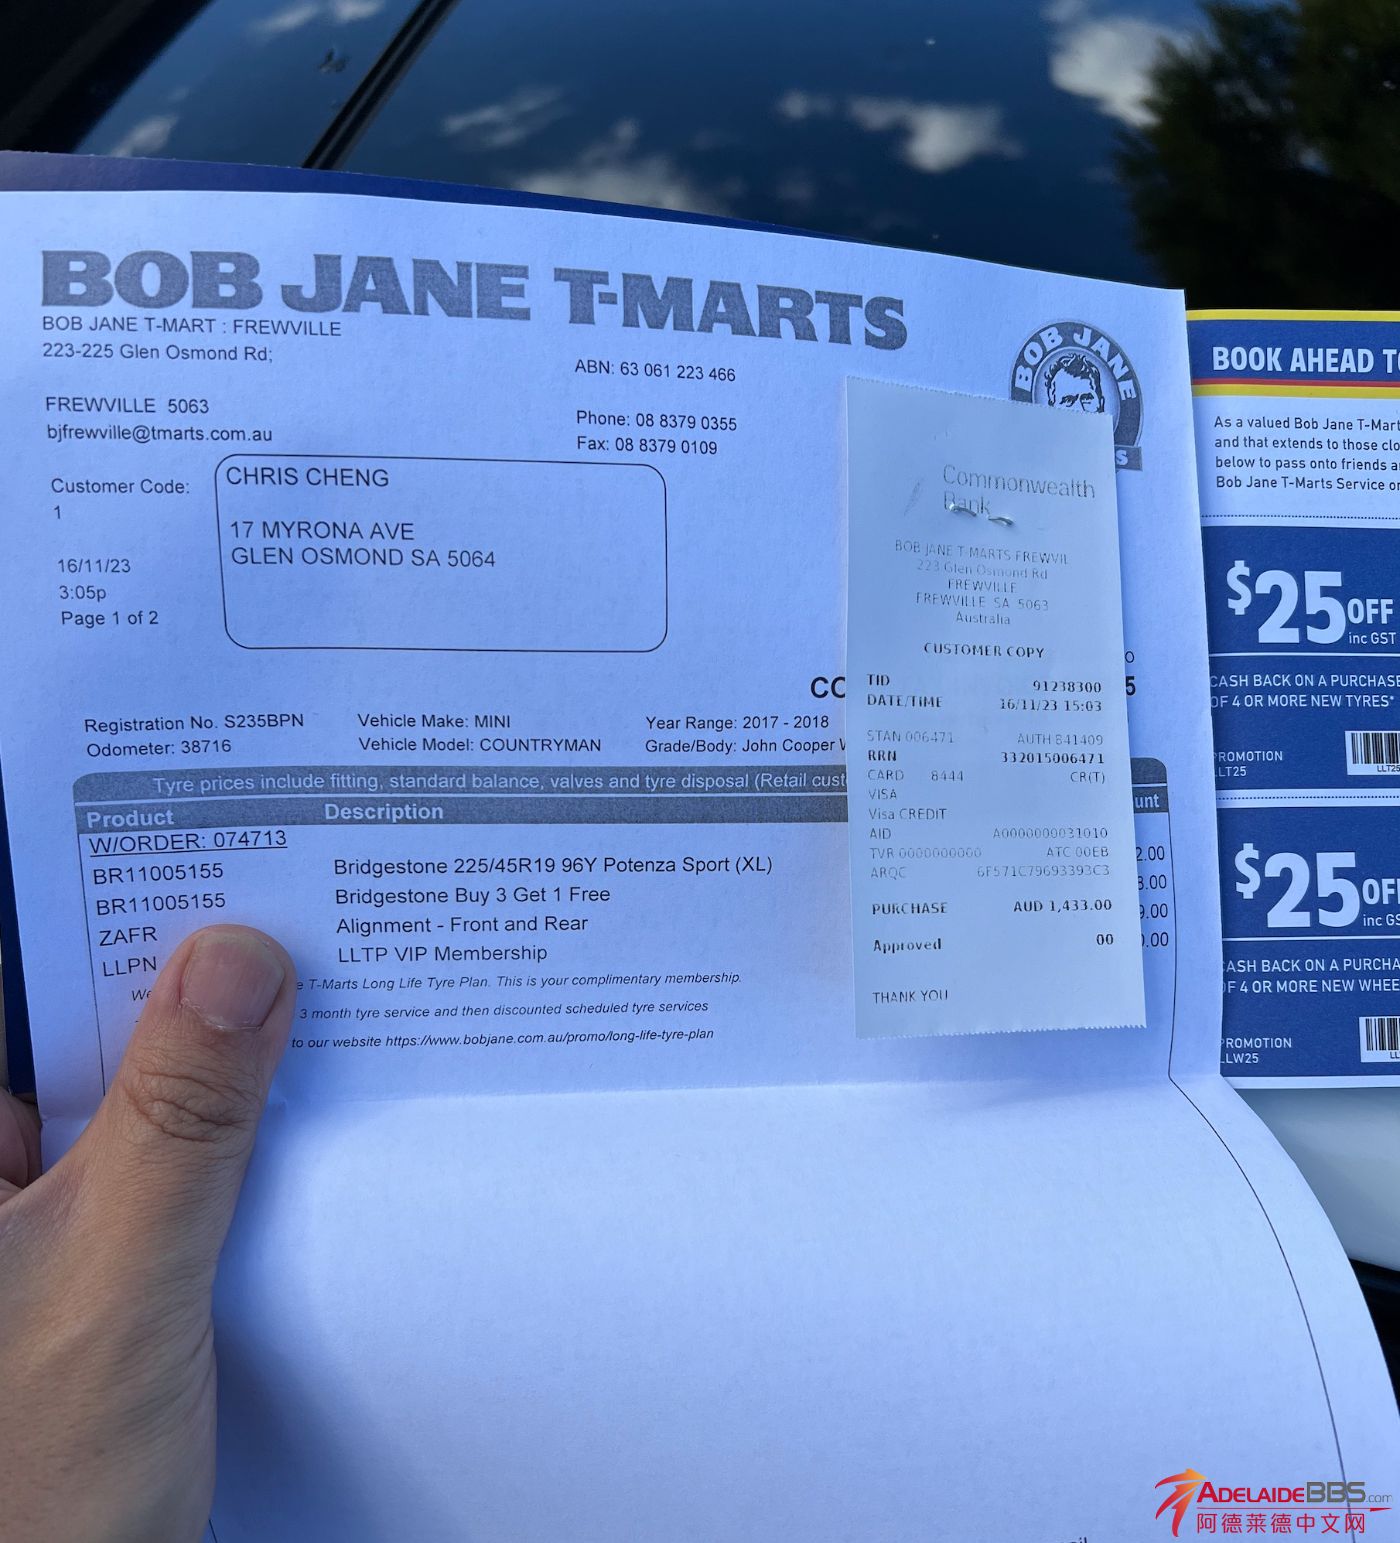 BOB JANE T-MARTS
BOB JANE T-MART : FREWVILLE
223-225 Glen Osmond Rd;
FREWVILLE 5063
bjfrewville@tmarts.com.au
ABN: 63 061 223 466
Phone: 08 8379 0355
Fax: 08 8379 0109
BOB JANE
Customer Code:
1
16/11/23
3:05p
Page 1 of 2
CHRIS CHENG
17 MYRONA AVE
GLEN OSMOND SA 5064
Registration No. S235BPN
Odometer: 38716
Vehicle Make: MINI
Vehicle Model: COUNTRYMAN
Year Range: 2017 - 2018
Grade/Body: John Cooper
Tyre prices include fitting, standard balance, valves and tyre disposal (Retail
Product Description
W/ORDER: 074713
BR11005155 Bridgestone 225/45R19 96Y Potenza Sport (XL)
BR11005155 Bridgestone Buy 3 Get 1 Free
ZAFR Alignment - Front and Rear
LLPN LLTP VIP Membership
T-Marts Long Life Tyre Plan. This is your complimentary membership.
3 month tyre service and then discounted scheduled tyre services
to our website https://www.bobjane.com.au/promo/long-life-tyre-plan
Commonwealth
Bank
BOB JANE T-MARTS FREWVIL
223 Glen Osmond Rd
FREWVILLE
FREWVILLE SA 5063
Australia
CUSTOMER COPY
TID 91238300
DATE/TIME 16/11/23 15:03
STAN 006471 AUTH 841409
RRN 332015006471
CARD 8444 CR(T)
VISA
Visa CREDIT
AID A0000000031010
TVR 0000000000 ATC 00EB
ARQC 6F571C79693393C3
PURCHASE AUD 1,433.00
Approved 00
THANK YOU
BOOK AHEAD
As a valued Bob Jane T-Mart
and that extends to those
below to pass onto friends
Bob Jane T-Marts Service
$25 OFF
inc GST
CASH BACK ON A PURCHASE
OF 4 OR MORE NEW TYRES*
PROMOTION
LLT25
$25 OFF
inc
CASH BACK ON A
OF 4 OR MORE NEW
PROMOTION
LLW25
ADELAIDEBBS.com
阿德莱德中文网